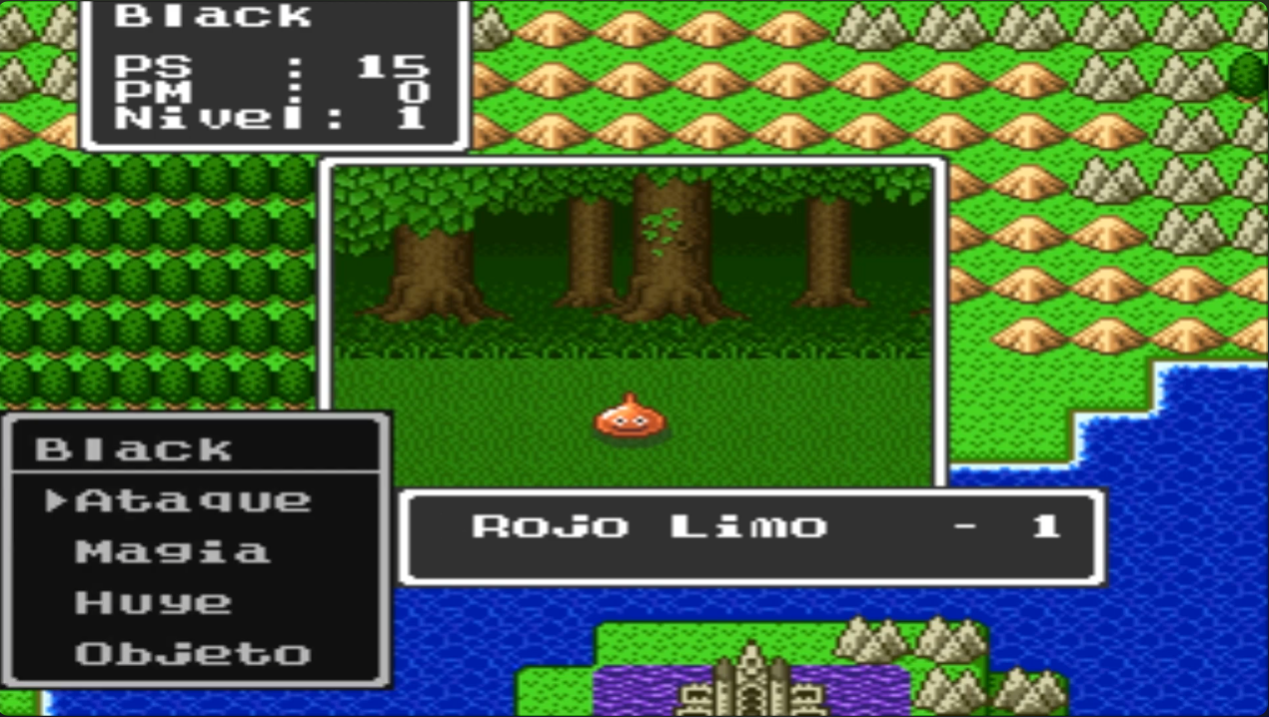 Black
PS : 15
PM : 0
Nivel: 1
Black
Ataque
Magia
Huye
Objeto
Rojo Limo - 1